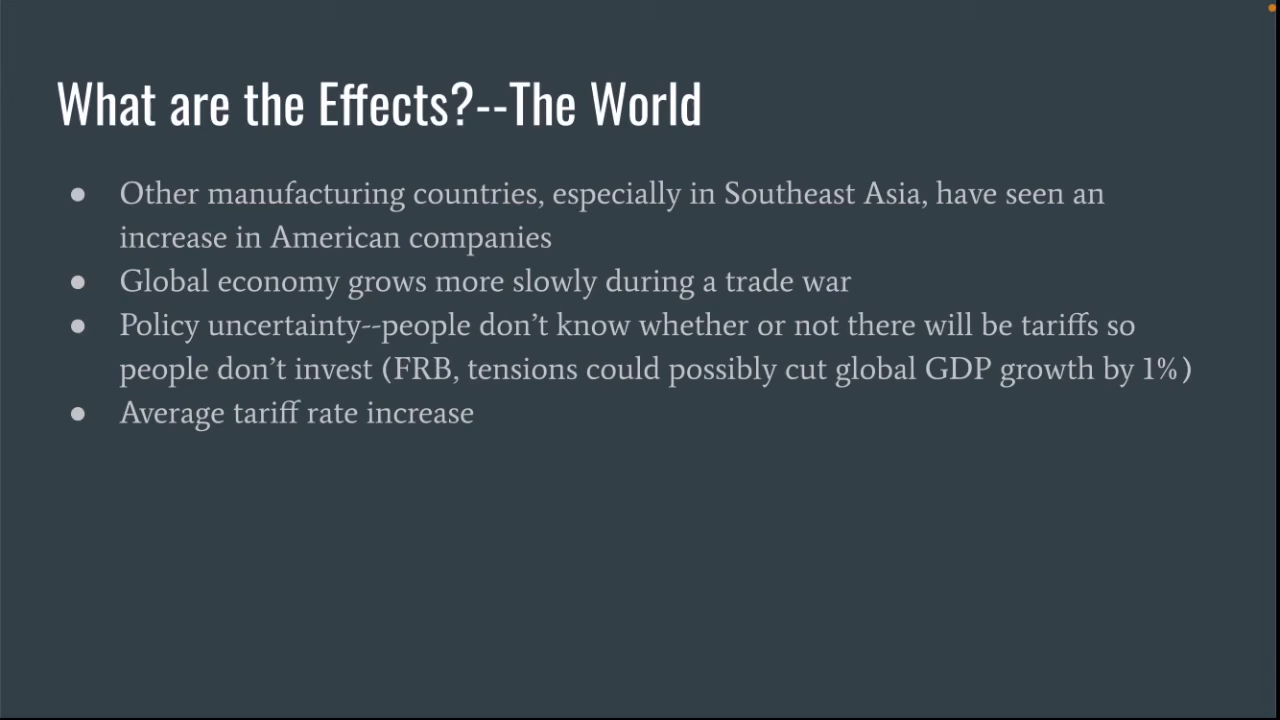 What are the Effects?--The World
● Other manufacturing countries, especially in Southeast Asia, have seen an
increase in American companies
● Global economy grows more slowly during a trade war
● Policy uncertainty--people don’t know whether or not there will be tariffs so
people don’t invest (FRB, tensions could possibly cut global GDP growth by 1%)
● Average tariff rate increase